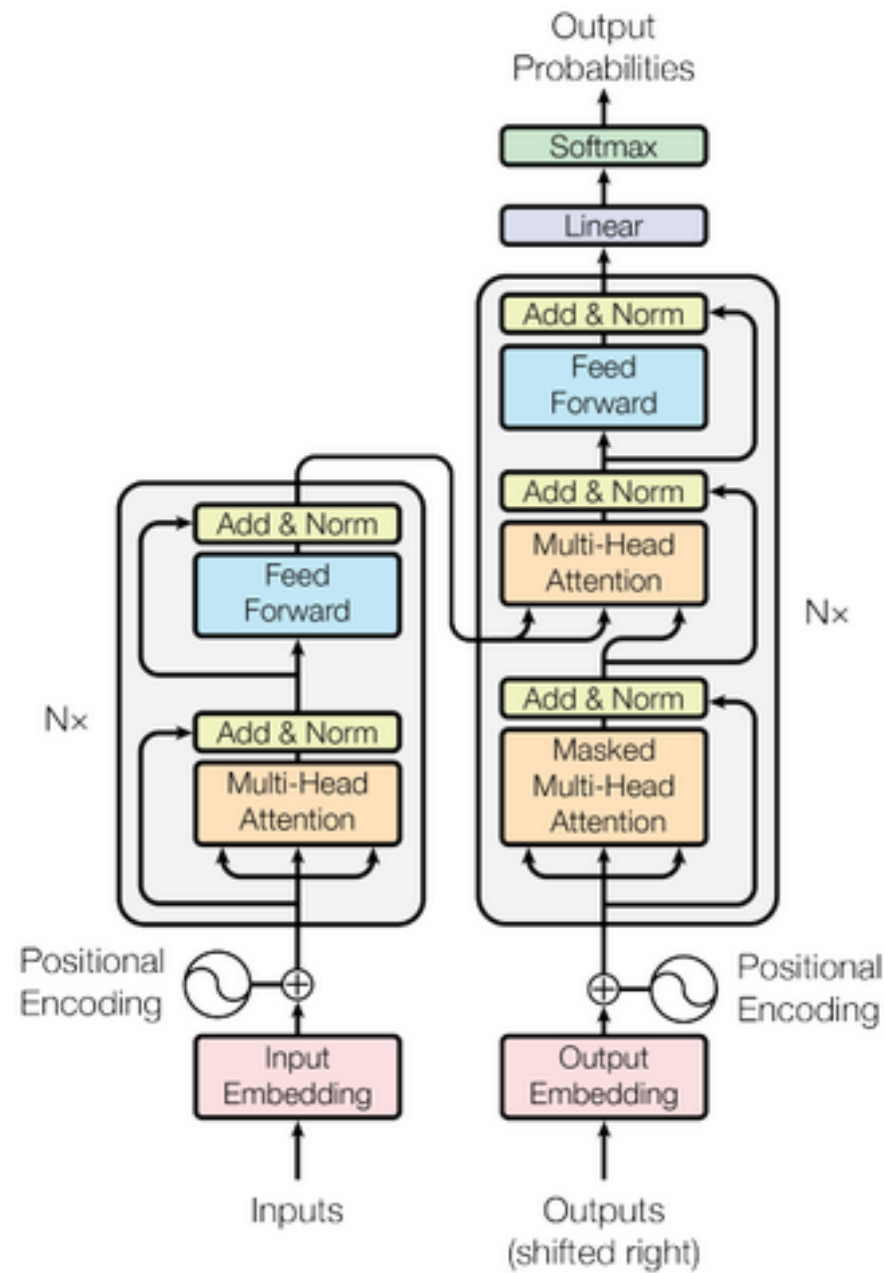 Output
Probabilities
Softmax
Linear
Add & Norm
Feed
Forward
Add & Norm
Multi-Head
Attention
Add & Norm
Masked
Multi-Head
Attention
N×
Add & Norm
Feed
Forward
Add & Norm
Multi-Head
Attention
N×
Positional
Encoding
Positional
Encoding
Input
Embedding
Output
Embedding
Inputs
Outputs
(shifted right)